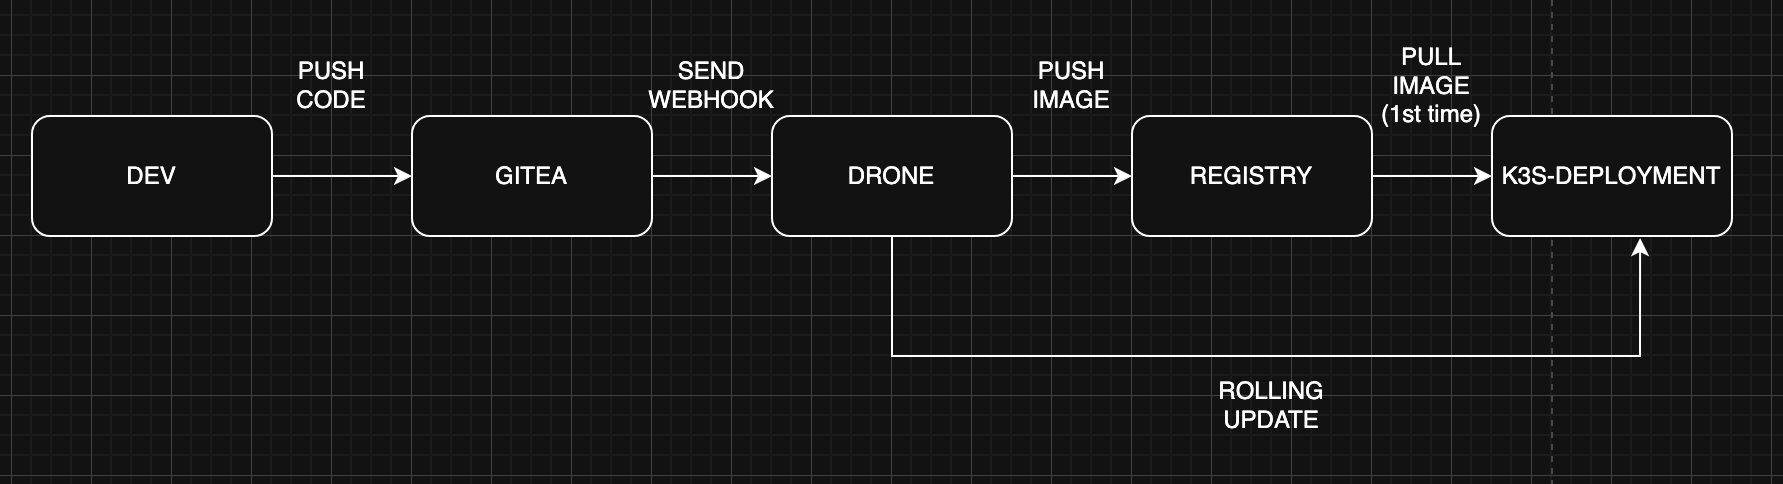 PUSH
CODE
SEND
WEBHOOK
PUSH
IMAGE
PULL
IMAGE
(1st time)
DEV
GITEA
DRONE
REGISTRY
K3S-DEPLOYMENT
ROLLING
UPDATE